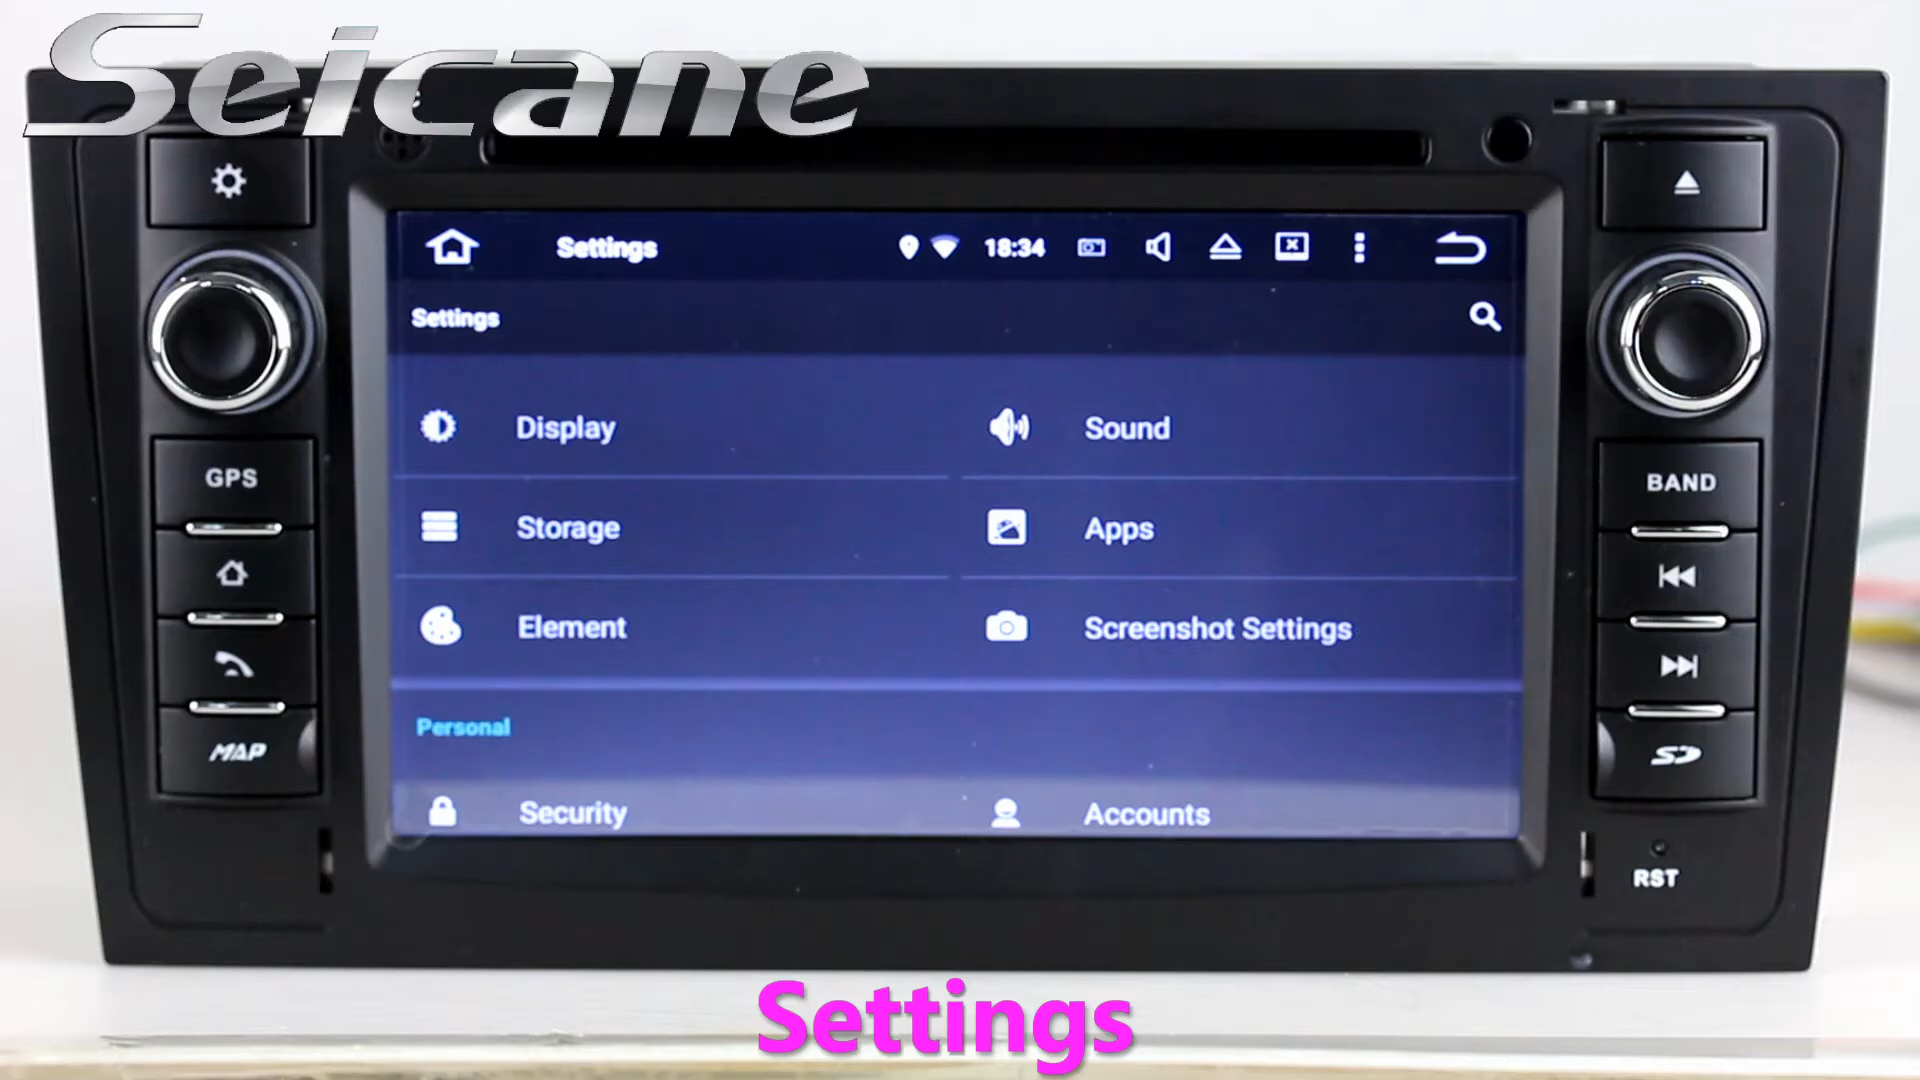 Seicane
Settings 18:34
Settings
Display Sound
Storage Apps
Element Screenshot Settings
Personal
Security Accounts
GPS
MAP
BAND
SD
RST
Settings